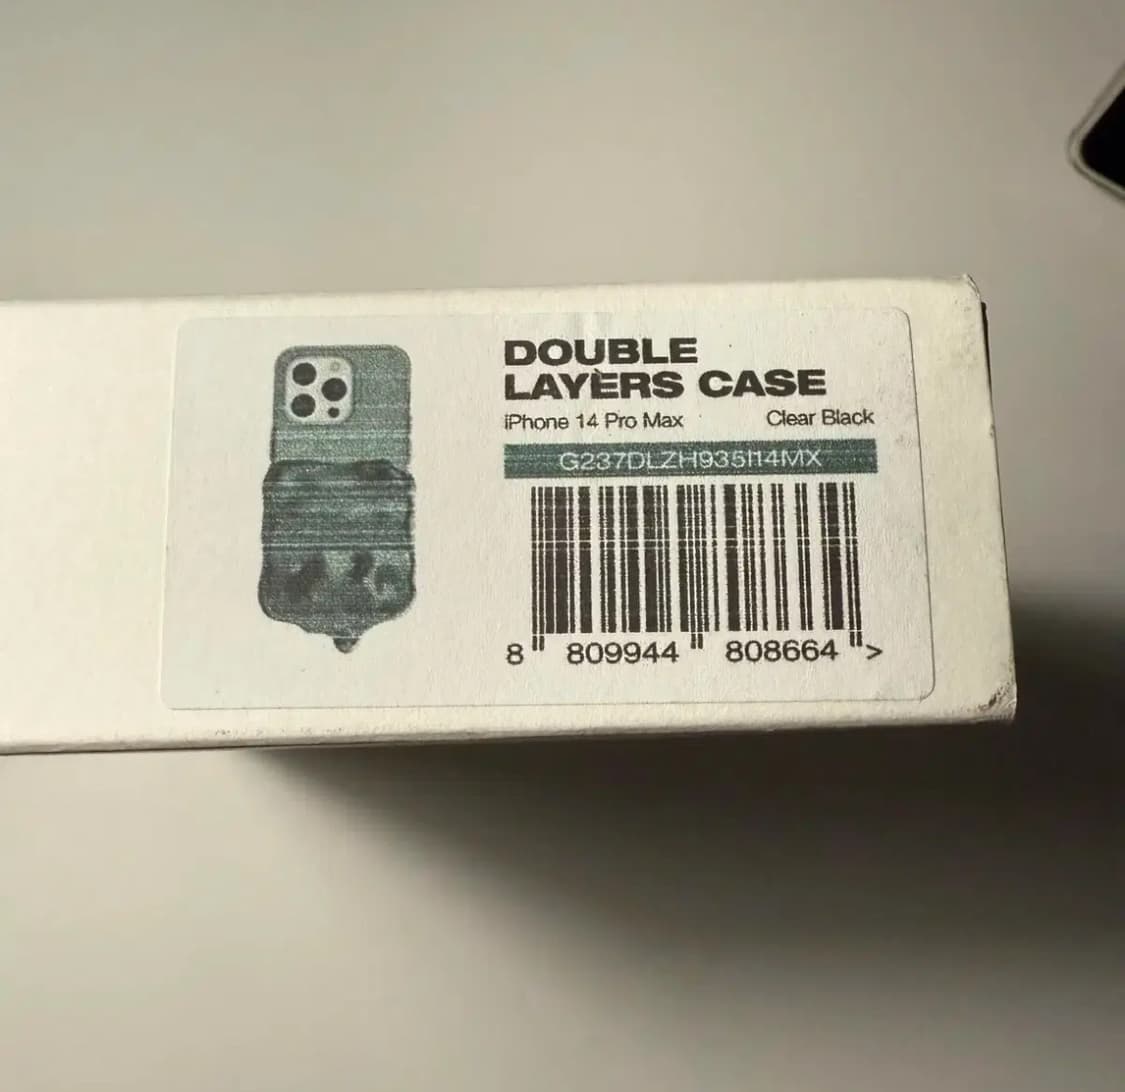 DOUBLE
LAYERS CASE
iPhone 14 Pro Max Clear Black
G237DLZH935I14MX
8 809944 808664 >